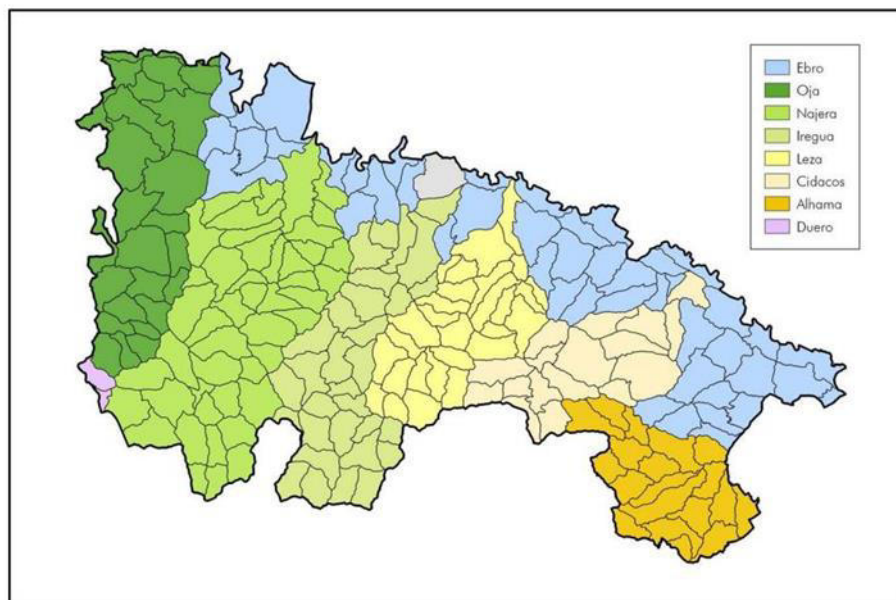 Ebro
Oja
Najera
Iregua
Leza
Cidacos
Alhama
Duero